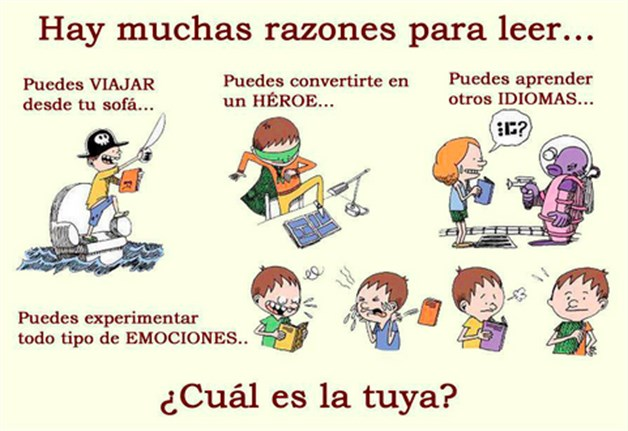 Hay muchas razones para leer...
Puedes VIAJAR
desde tu sofá...
Puedes convertirte en
un HÉROE...
Puedes aprender
otros IDIOMAS...
Puedes experimentar
todo tipo de EMOCIONES..
¿Cuál es la tuya?